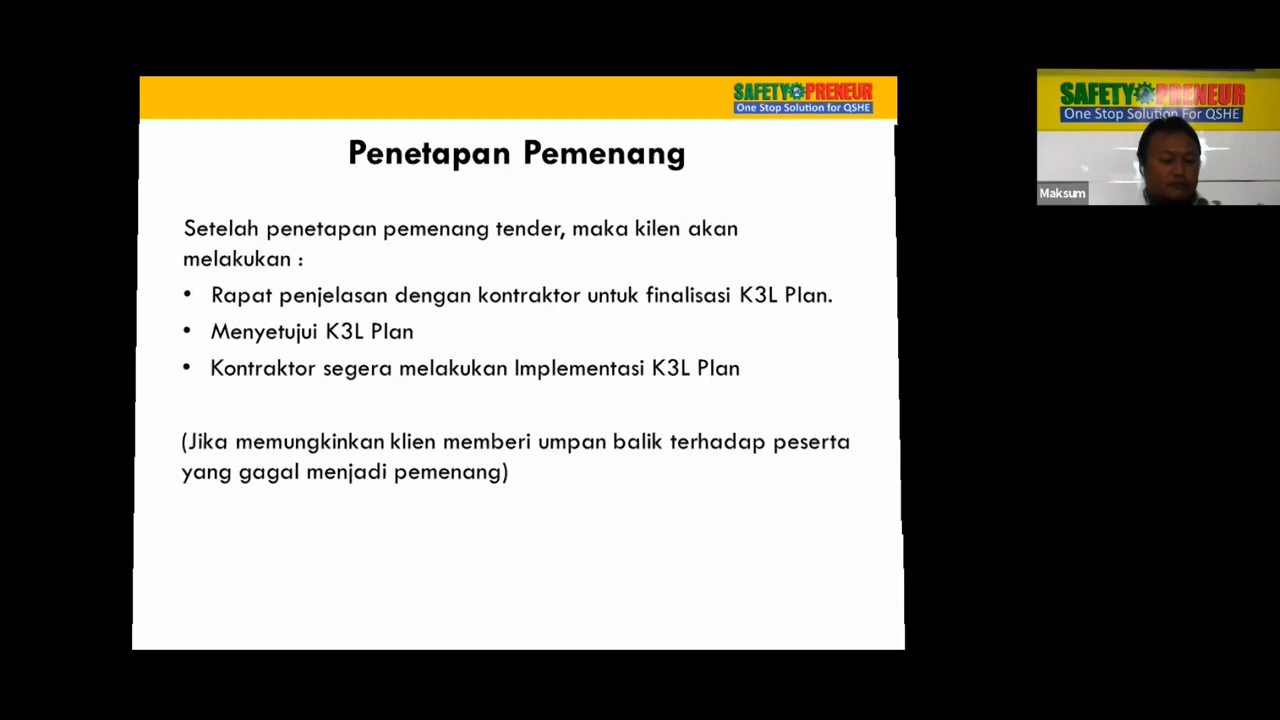 SAFETY PRENEUR
One Stop Solution for QSHE
Penetapan Pemenang
Setelah penetapan pemenang tender, maka kilen akan
melakukan :
• Rapat penjelasan dengan kontraktor untuk finalisasi K3L Plan.
• Menyetujui K3L Plan
• Kontraktor segera melakukan Implementasi K3L Plan
(Jika memungkinkan klien memberi umpan balik terhadap peserta
yang gagal menjadi pemenang)
SAFETY PRENEUR
One Stop Solution For QSHE
Maksum